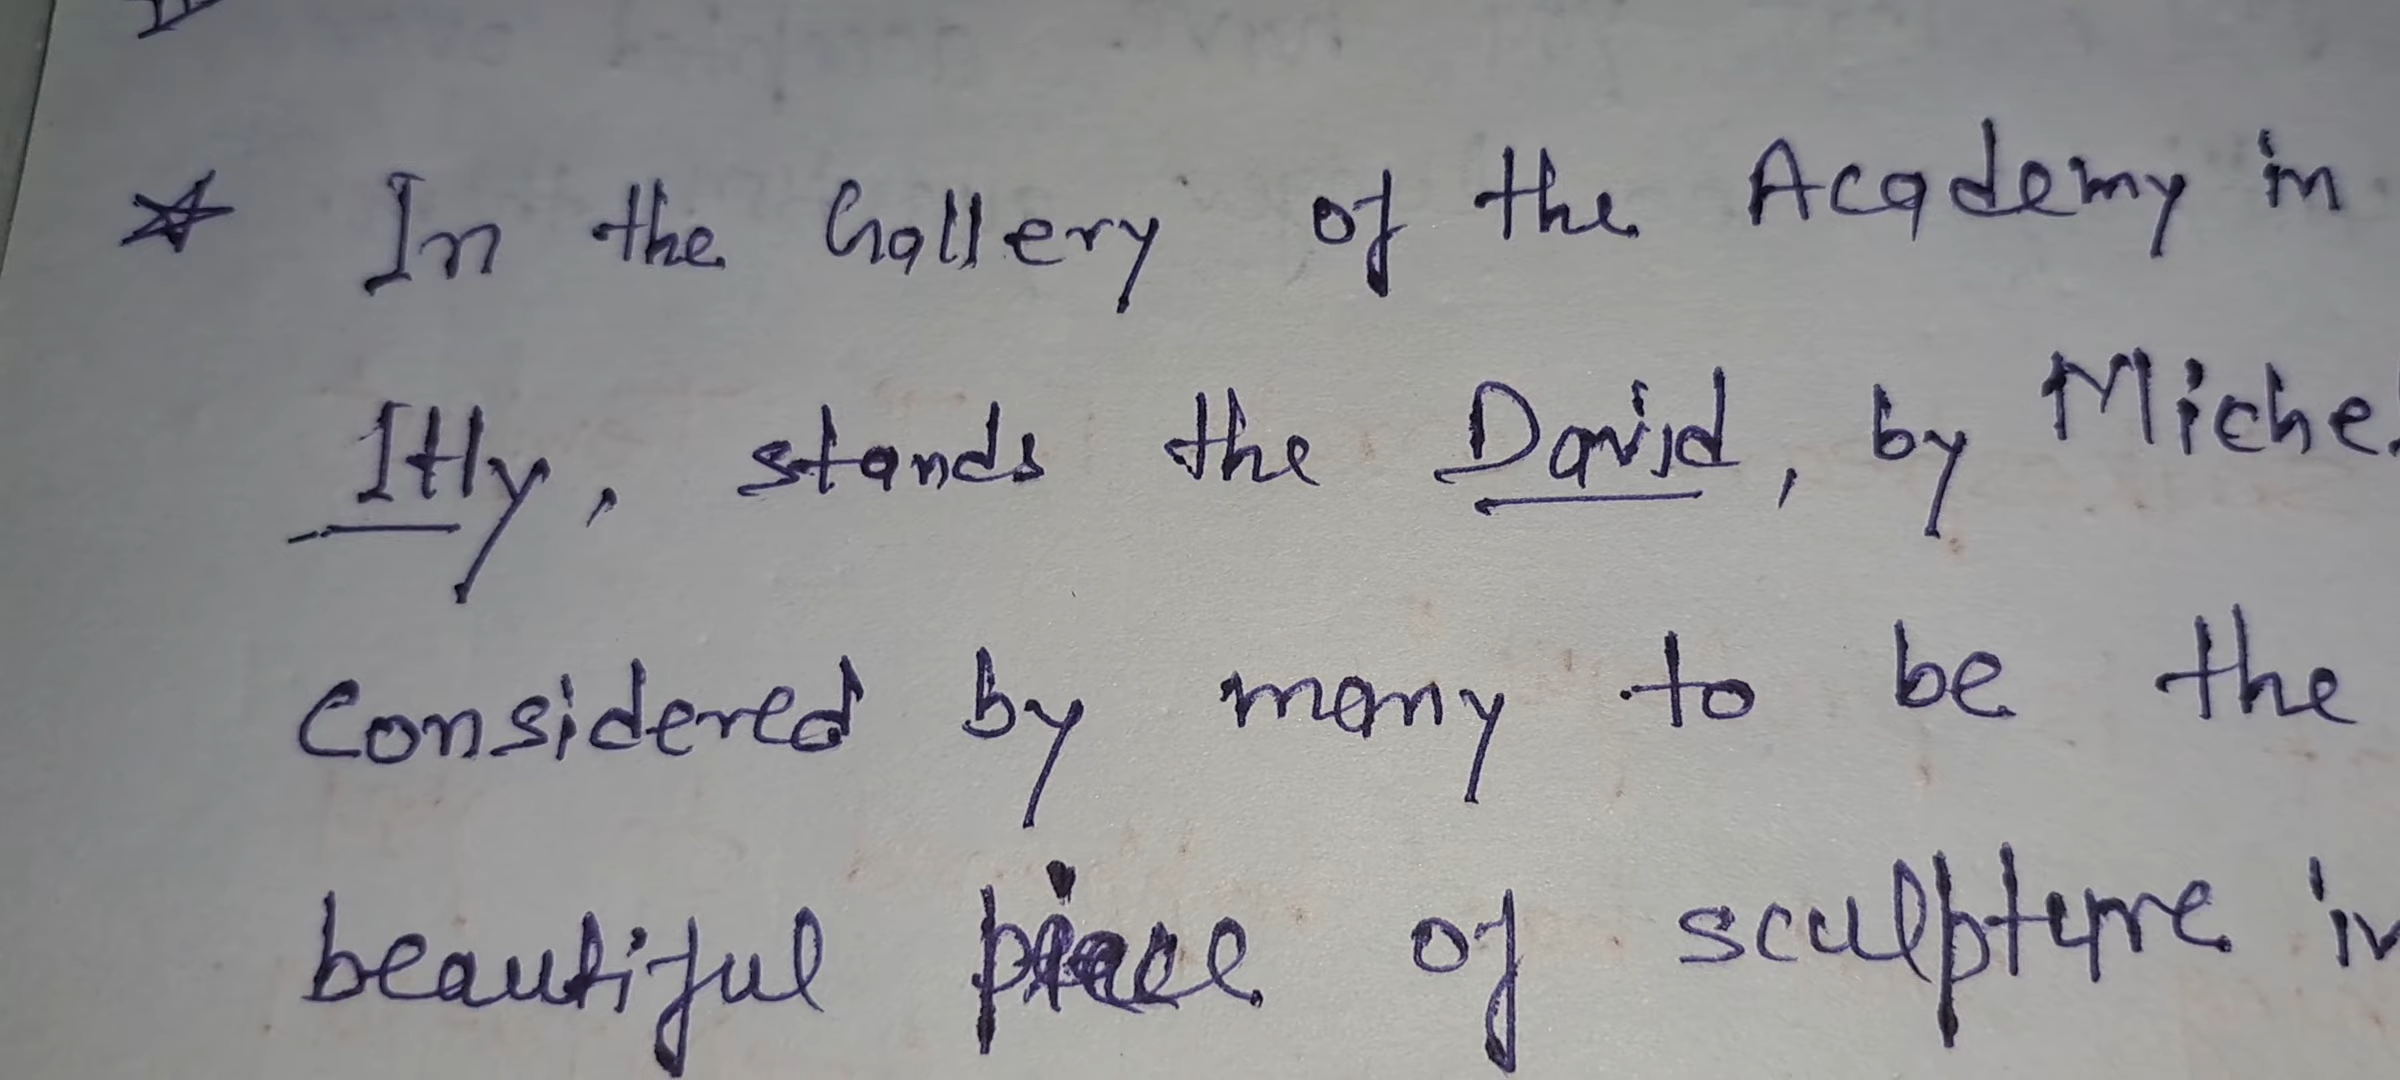 ☆ In the Gallery of the Academy in
Itly, stands the David, by Miche
Considered by many to be the
beautiful piece of sculpture in